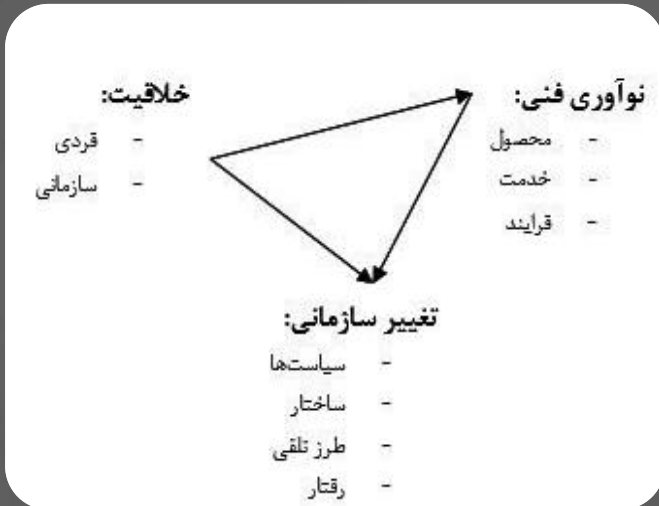 نوآوری فنی:
- محصول
- خدمت
- فرایند
خلاقیت:
- فردی
- سازمانی
تغییر سازمانی:
- سیاست‌ها
- ساختار
- طرز تلقی
- رفتار